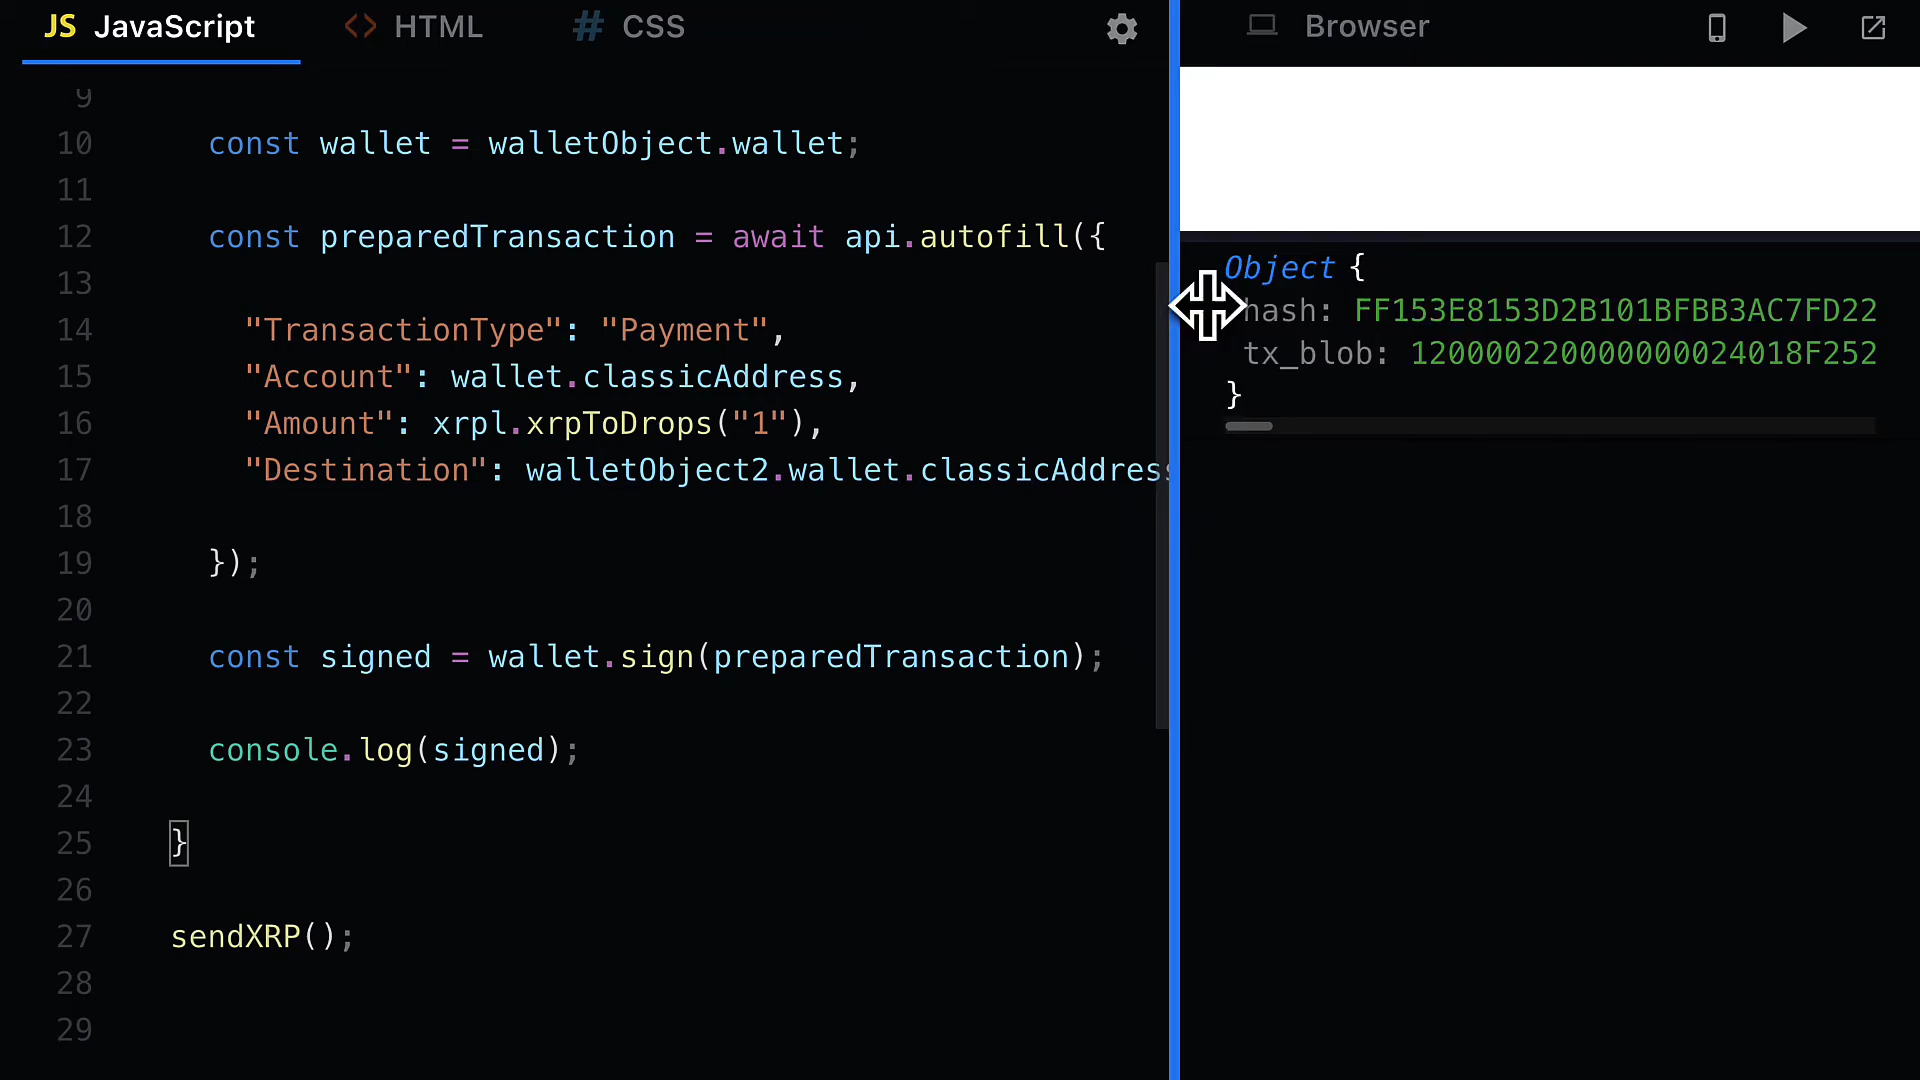 JS JavaScript
<> HTML
# CSS
Browser
9
10 const wallet = walletObject.wallet;
11
12 const preparedTransaction = await api.autofill({
13
14 "TransactionType": "Payment",
15 "Account": wallet.classicAddress,
16 "Amount": xrpl.xrpToDrops("1"),
17 "Destination": walletObject2.wallet.classicAddress
18
19 });
20
21 const signed = wallet.sign(preparedTransaction);
22
23 console.log(signed);
24
25 }
26
27 sendXRP();
28
29
Object {
hash: FF153E8153D2B101BFBB3AC7FD22
tx_blob: 120000220000000024018F252
}